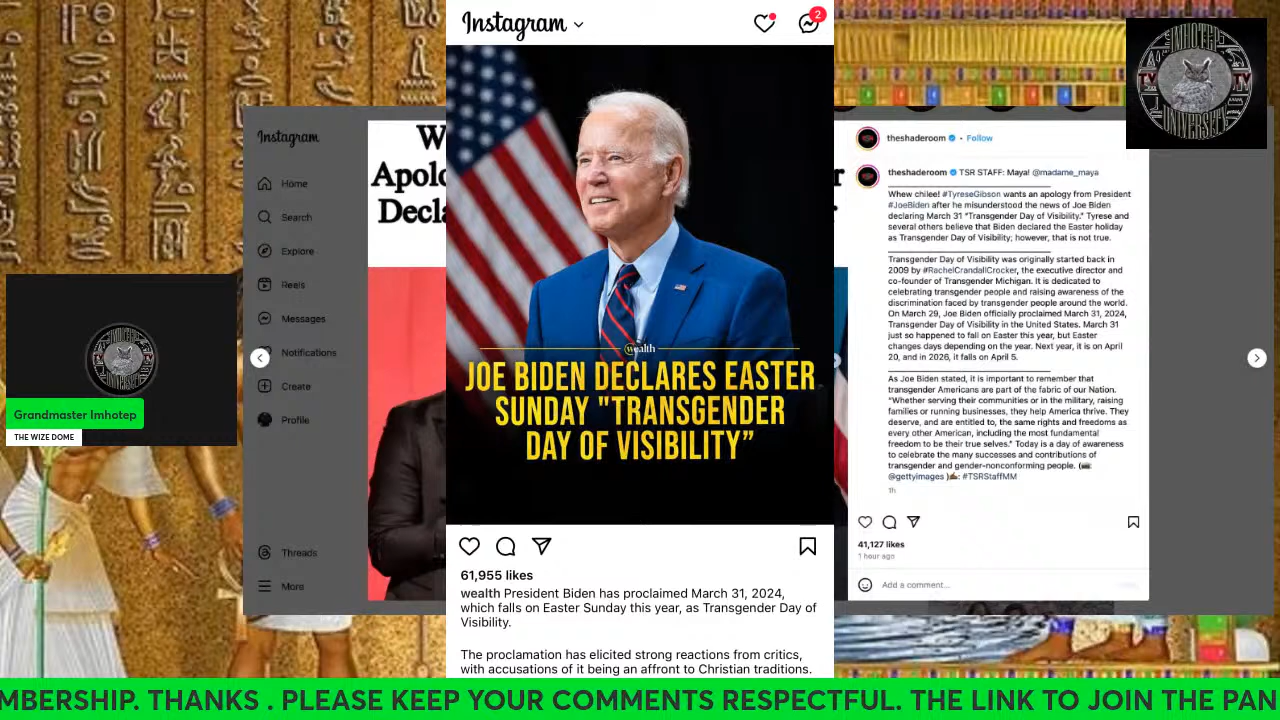 Instagram
2
wealth
JOE BIDEN DECLARES EASTER
SUNDAY "TRANSGENDER
DAY OF VISIBILITY”
61,955 likes
wealth President Biden has proclaimed March 31, 2024,
which falls on Easter Sunday this year, as Transgender Day of
Visibility.
The proclamation has elicited strong reactions from critics,
with accusations of it being an affront to Christian traditions.
Instagram
Home
Search
Explore
Reels
Messages
Notifications
Create
Profile
Threads
More
W
Apolo
Decla
theshaderoom • Follow
theshaderoom TSR STAFF: Maya! @madame_maya
Whew chilee! #TyreseGibson wants an apology from President
#JoeBiden after he misunderstood the news of Joe Biden
declaring March 31 "Transgender Day of Visibility." Tyrese and
several others believe that Biden declared the Easter holiday
as Transgender Day of Visibility; however, that is not true.
Transgender Day of Visibility was originally started back in
2009 by #RachelCrandallCrocker, the executive director and
co-founder of Transgender Michigan. It is dedicated to
celebrating transgender people and raising awareness of the
discrimination faced by transgender people around the world.
On March 29, Joe Biden officially proclaimed March 31, 2024,
Transgender Day of Visibility in the United States. March 31
just so happened to fall on Easter this year, but Easter
changes days depending on the year. Next year, it is on April
20, and in 2026, it falls on April 5.
As Joe Biden stated, it is important to remember that
transgender Americans are part of the fabric of our Nation.
"Whether serving their communities or in the military, raising
families or running businesses, they help America thrive. They
deserve, and are entitled to, the same rights and freedoms as
every other American, including the most fundamental
freedom to be their true selves." Today is a day of awareness
to celebrate the many successes and contributions of
transgender and gender-nonconforming people. (📷:
@gettyimages )✍🏾: #TSRStaffMM
1h
41,127 likes
1 hour ago
Add a comment...
IMHOTEP
TV TV
UNIVERSITY
Grandmaster Imhotep
THE WIZE DOME
MBERSHIP. THANKS . PLEASE KEEP YOUR COMMENTS RESPECTFUL. THE LINK TO JOIN THE PAN